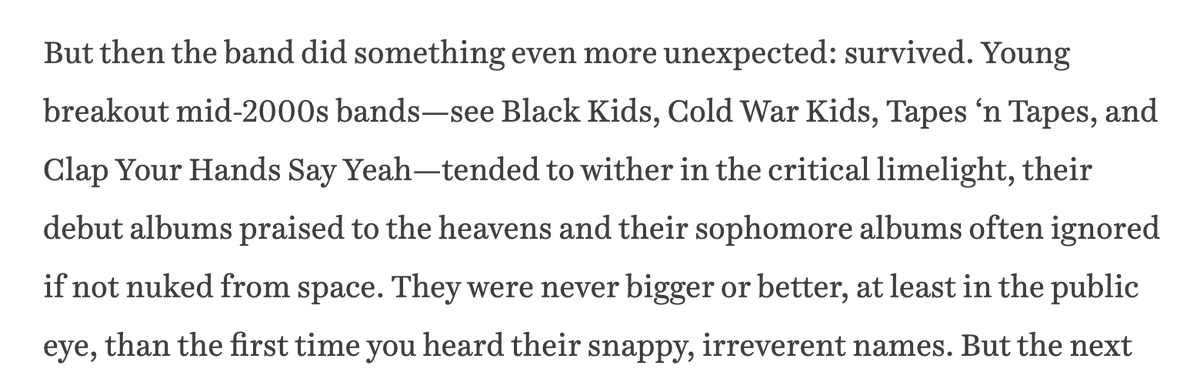 But then the band did something even more unexpected: survived. Young
breakout mid-2000s bands—see Black Kids, Cold War Kids, Tapes ‘n Tapes, and
Clap Your Hands Say Yeah—tended to wither in the critical limelight, their
debut albums praised to the heavens and their sophomore albums often ignored
if not nuked from space. They were never bigger or better, at least in the public
eye, than the first time you heard their snappy, irreverent names. But the next